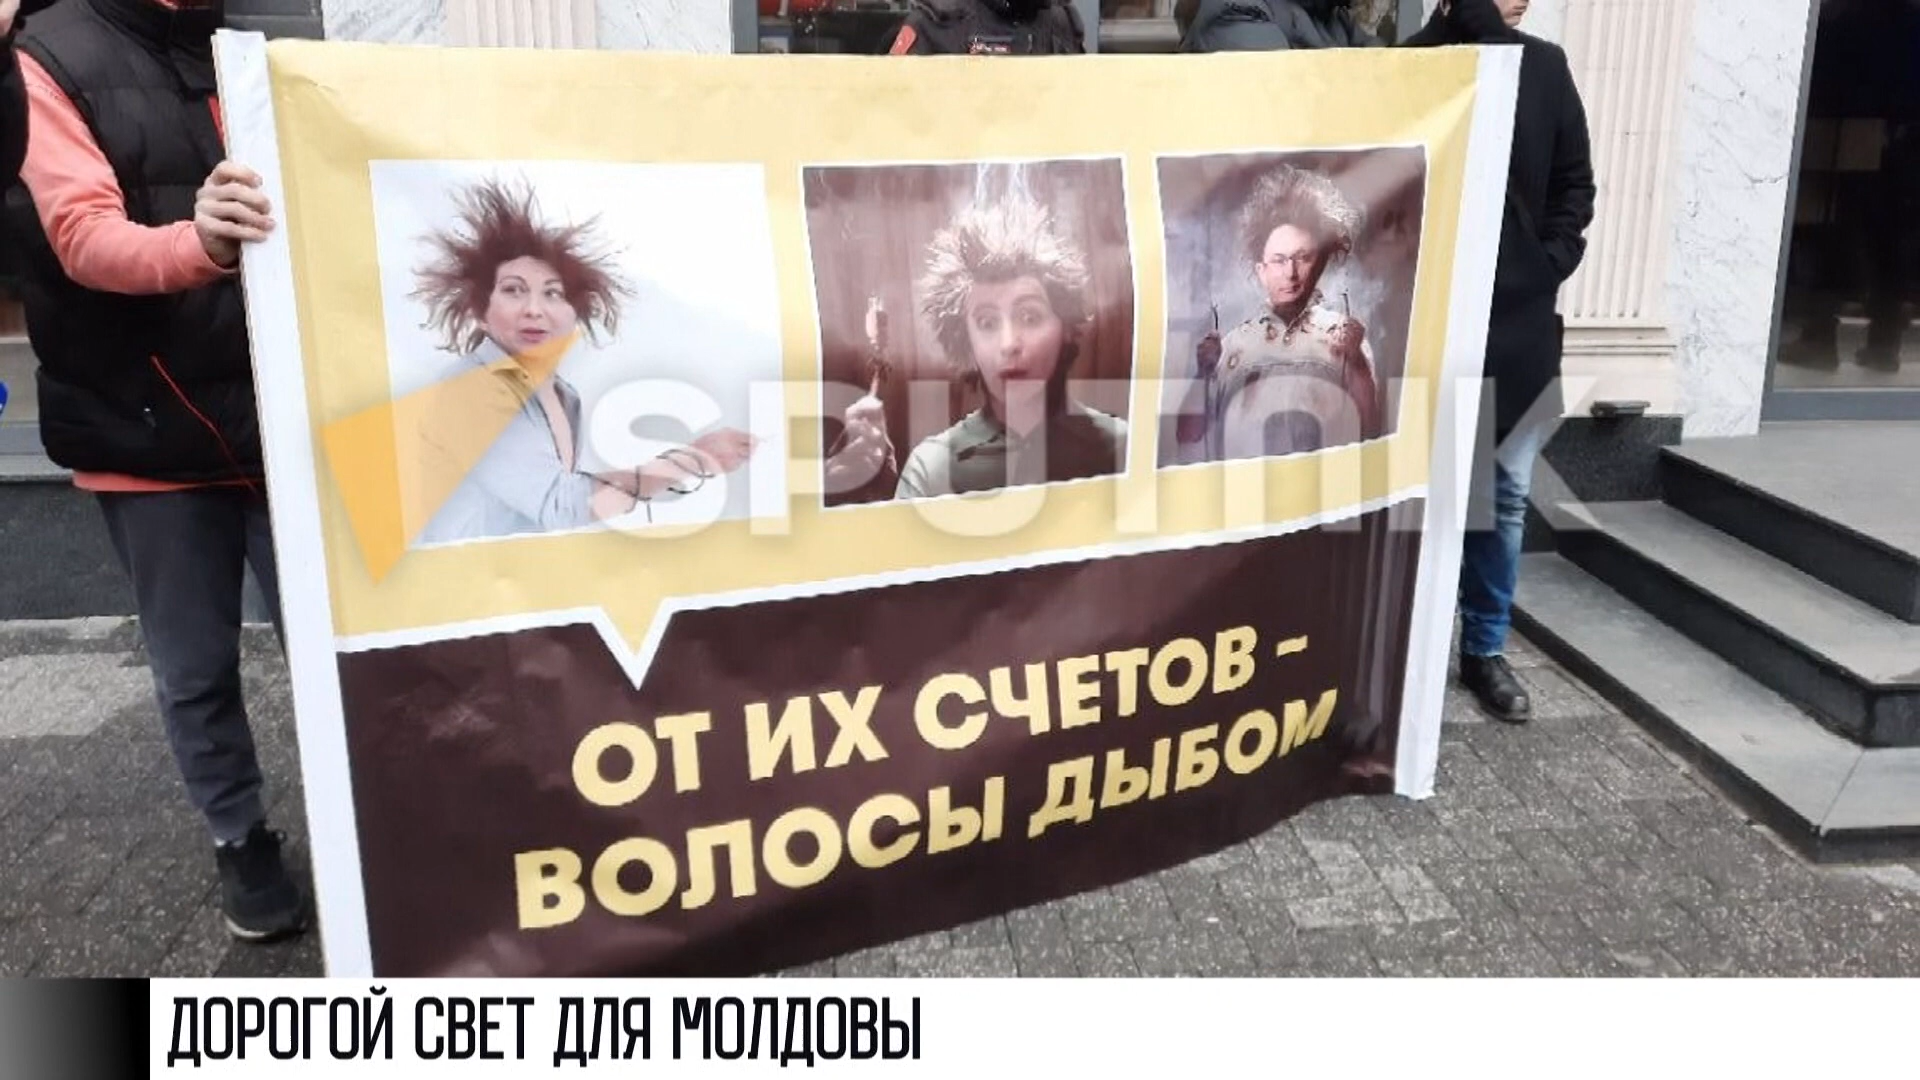 SPUTNIK
ОТ ИХ СЧЕТОВ –
ВОЛОСЫ ДЫБОМ
ДОРОГОЙ СВЕТ ДЛЯ МОЛДОВЫ